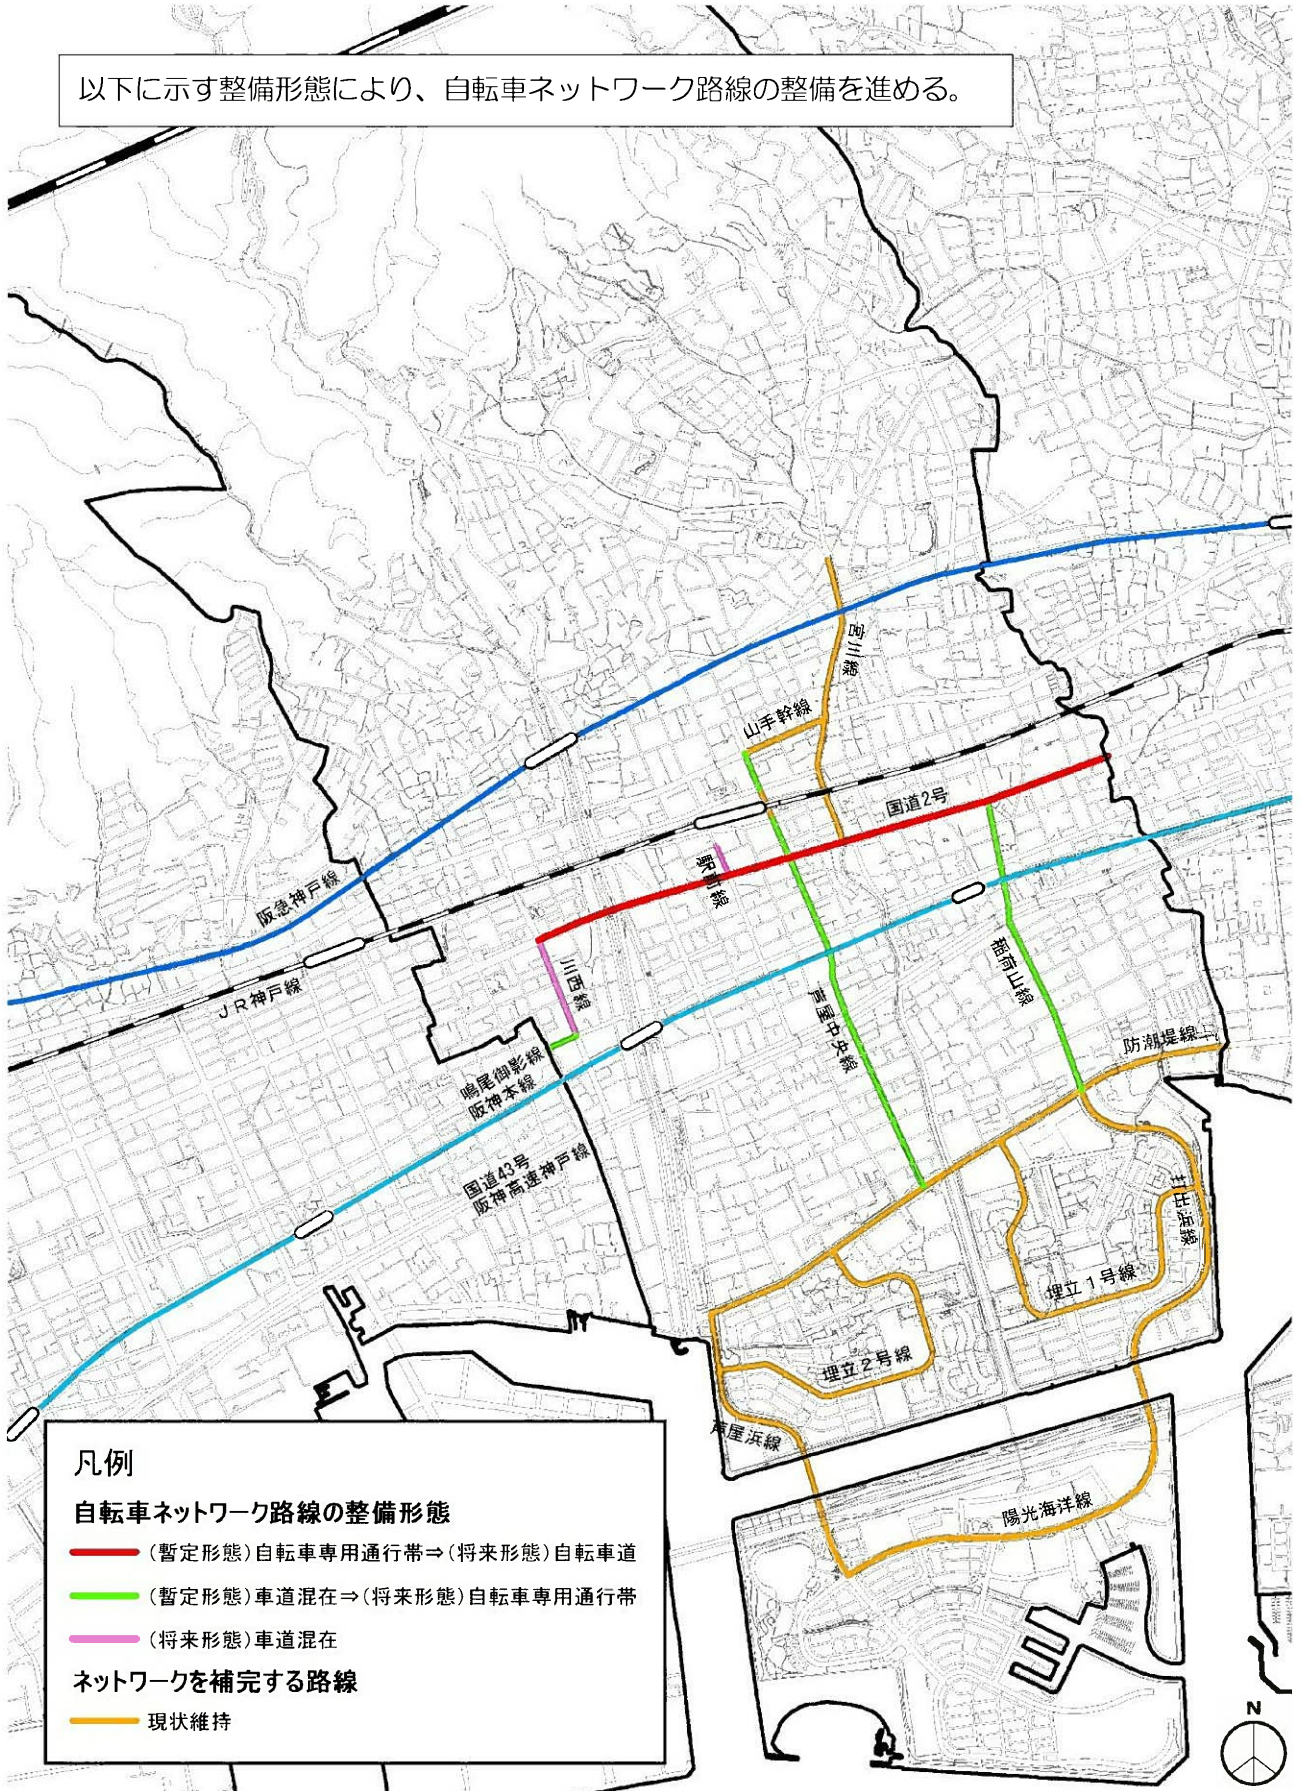 以下に示す整備形態により、自転車ネットワーク路線の整備を進める。
宮川線
山手幹線
国道2号
駅前線
阪急神戸線
JR神戸線
川西線
稲荷山線
芦屋中央線
防潮堤線
鳴尾御影線
阪神本線
国道43号
阪神高速神戸線
打出浜線
埋立1号線
埋立2号線
芦屋浜線
陽光海洋線
凡例
自転車ネットワーク路線の整備形態
(暫定形態)自転車専用通行帯⇒(将来形態)自転車道
(暫定形態)車道混在⇒(将来形態)自転車専用通行帯
(将来形態)車道混在
ネットワークを補完する路線
現状維持
N